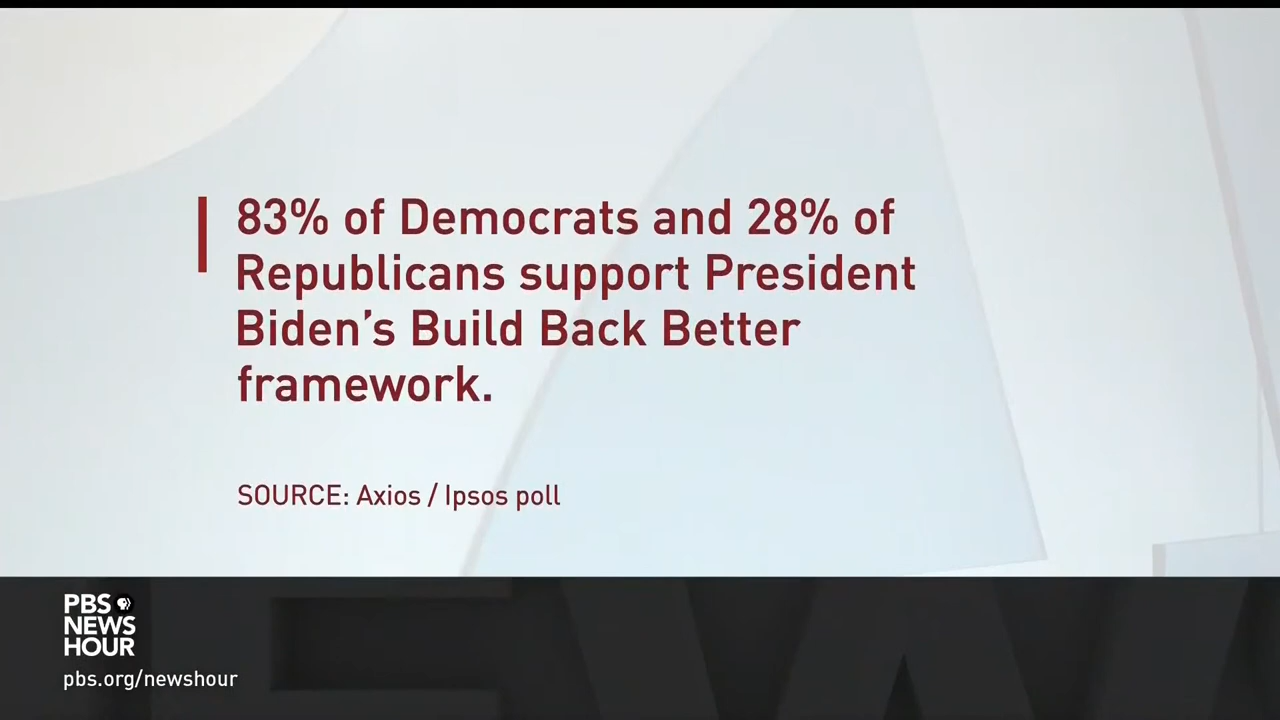 83% of Democrats and 28% of
Republicans support President
Biden's Build Back Better
framework.
SOURCE: Axios / Ipsos poll
PBS
NEWS
HOUR
pbs.org/newshour